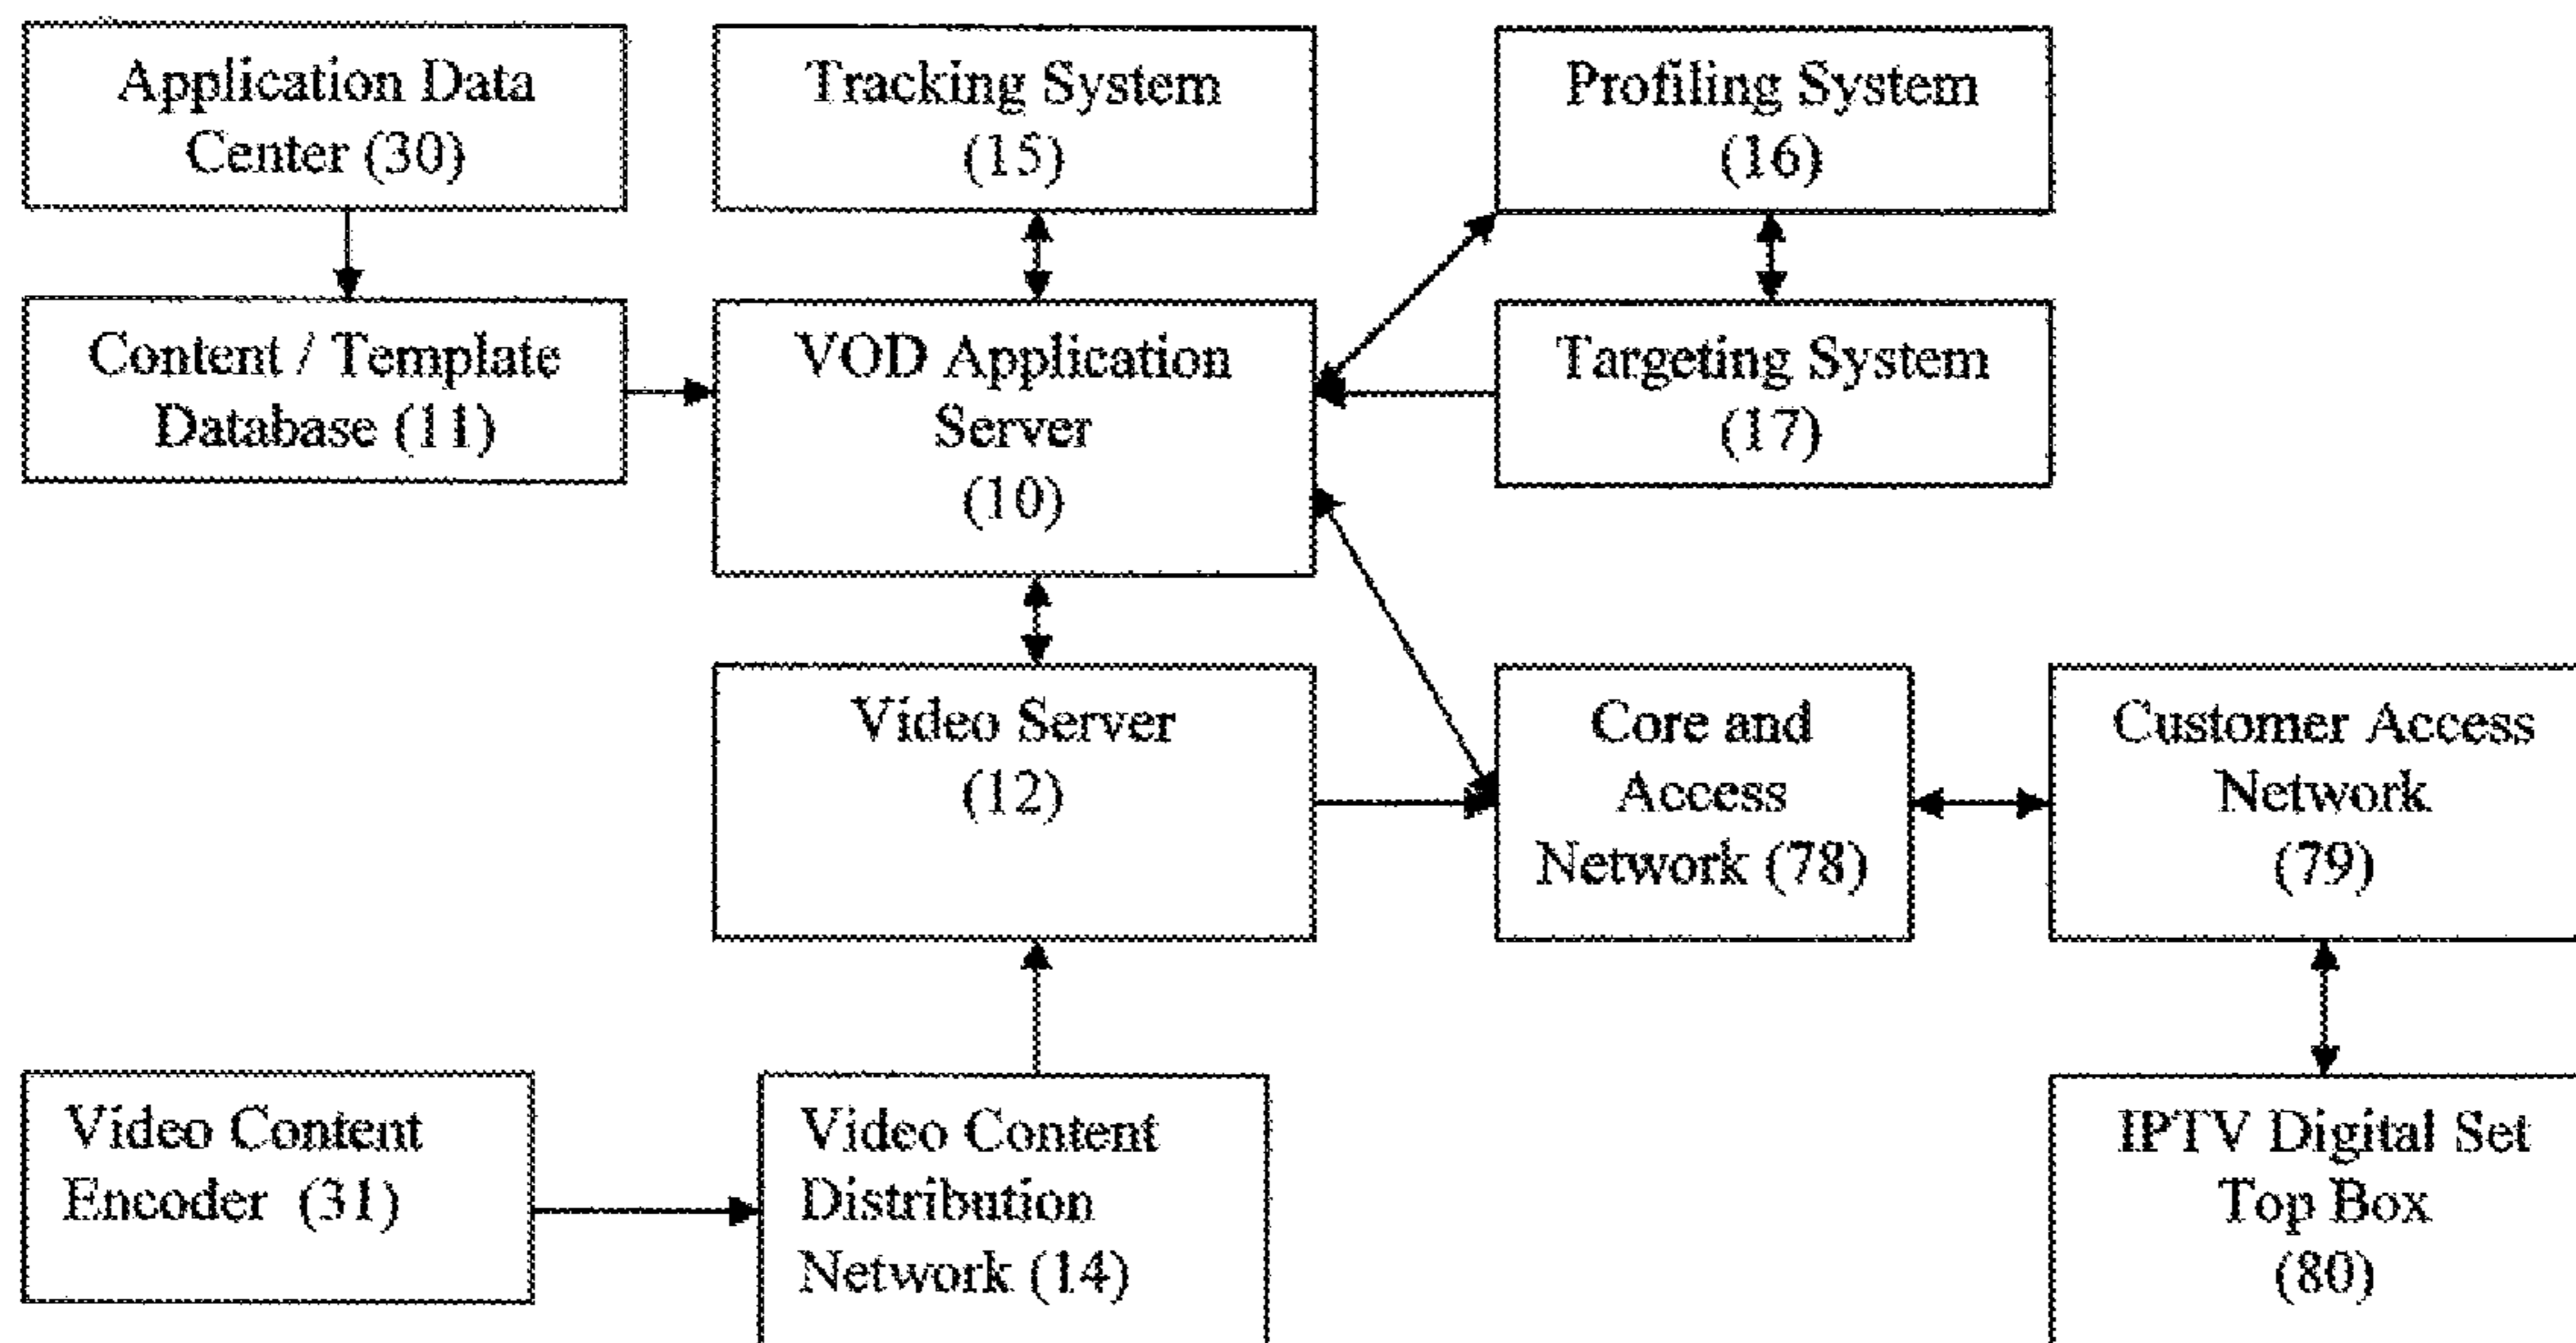 Application Data
Center (30)
Tracking System
(15)
Profiling System
(16)
Content / Template
Database (11)
VOD Application
Server
(10)
Targeting System
(17)
Video Server
(12)
Core and
Access
Network (78)
Customer Access
Network
(79)
Video Content
Encoder (31)
Video Content
Distribution
Network (14)
IPTV Digital Set
Top Box
(80)